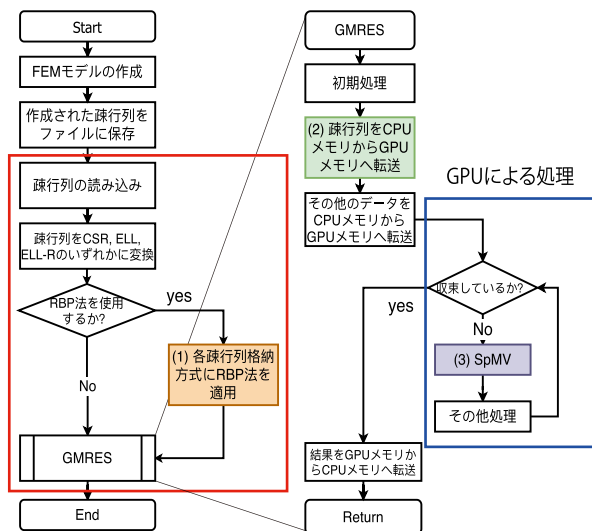 Start
FEMモデルの作成
作成された疎行列を
ファイルに保存
疎行列の読み込み
疎行列をCSR, ELL,
ELL-Rのいずれかに変換
RBP法を使用
するか?
yes
No
(1) 各疎行列格納
方式にRBP法を
適用
GMRES
End
GMRES
初期処理
(2) 疎行列をCPU
メモリからGPU
メモリへ転送
その他のデータを
CPUメモリから
GPUメモリへ転送
GPUによる処理
収束しているか?
yes
No
(3) SpMV
その他処理
結果をGPUメモリ
からCPUメモリへ転送
Return